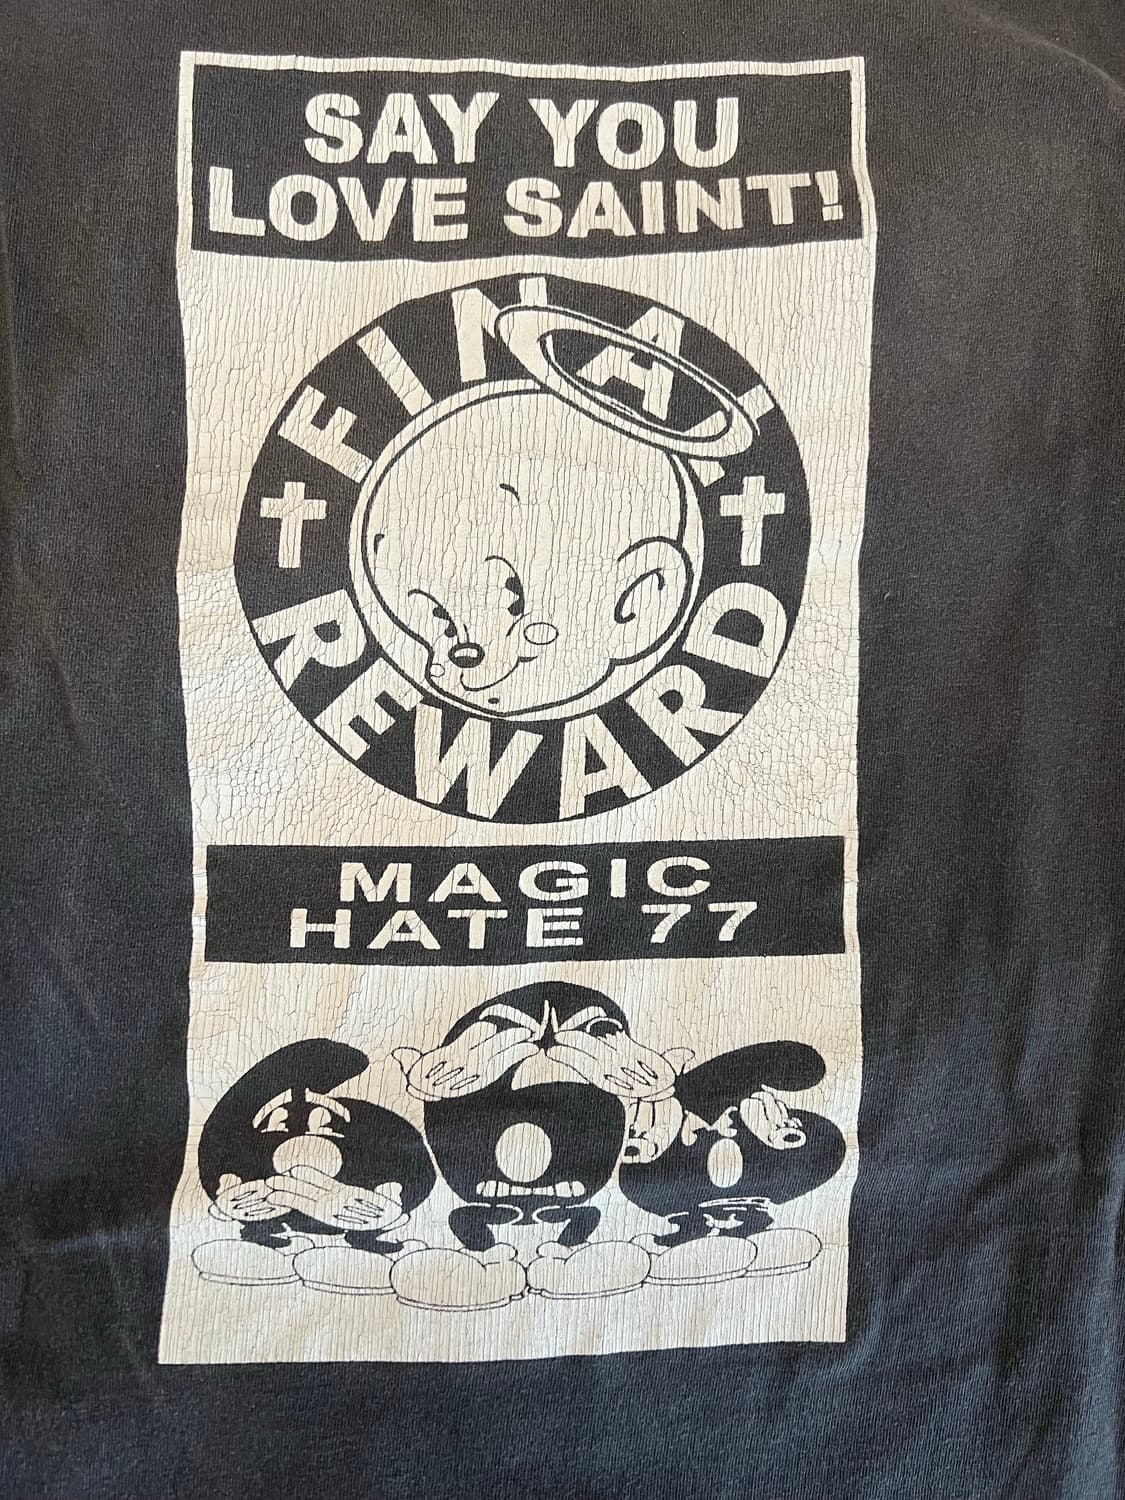 SAY YOU
LOVE SAINT!
FINAL
REWARD
MAGIC
HATE 77